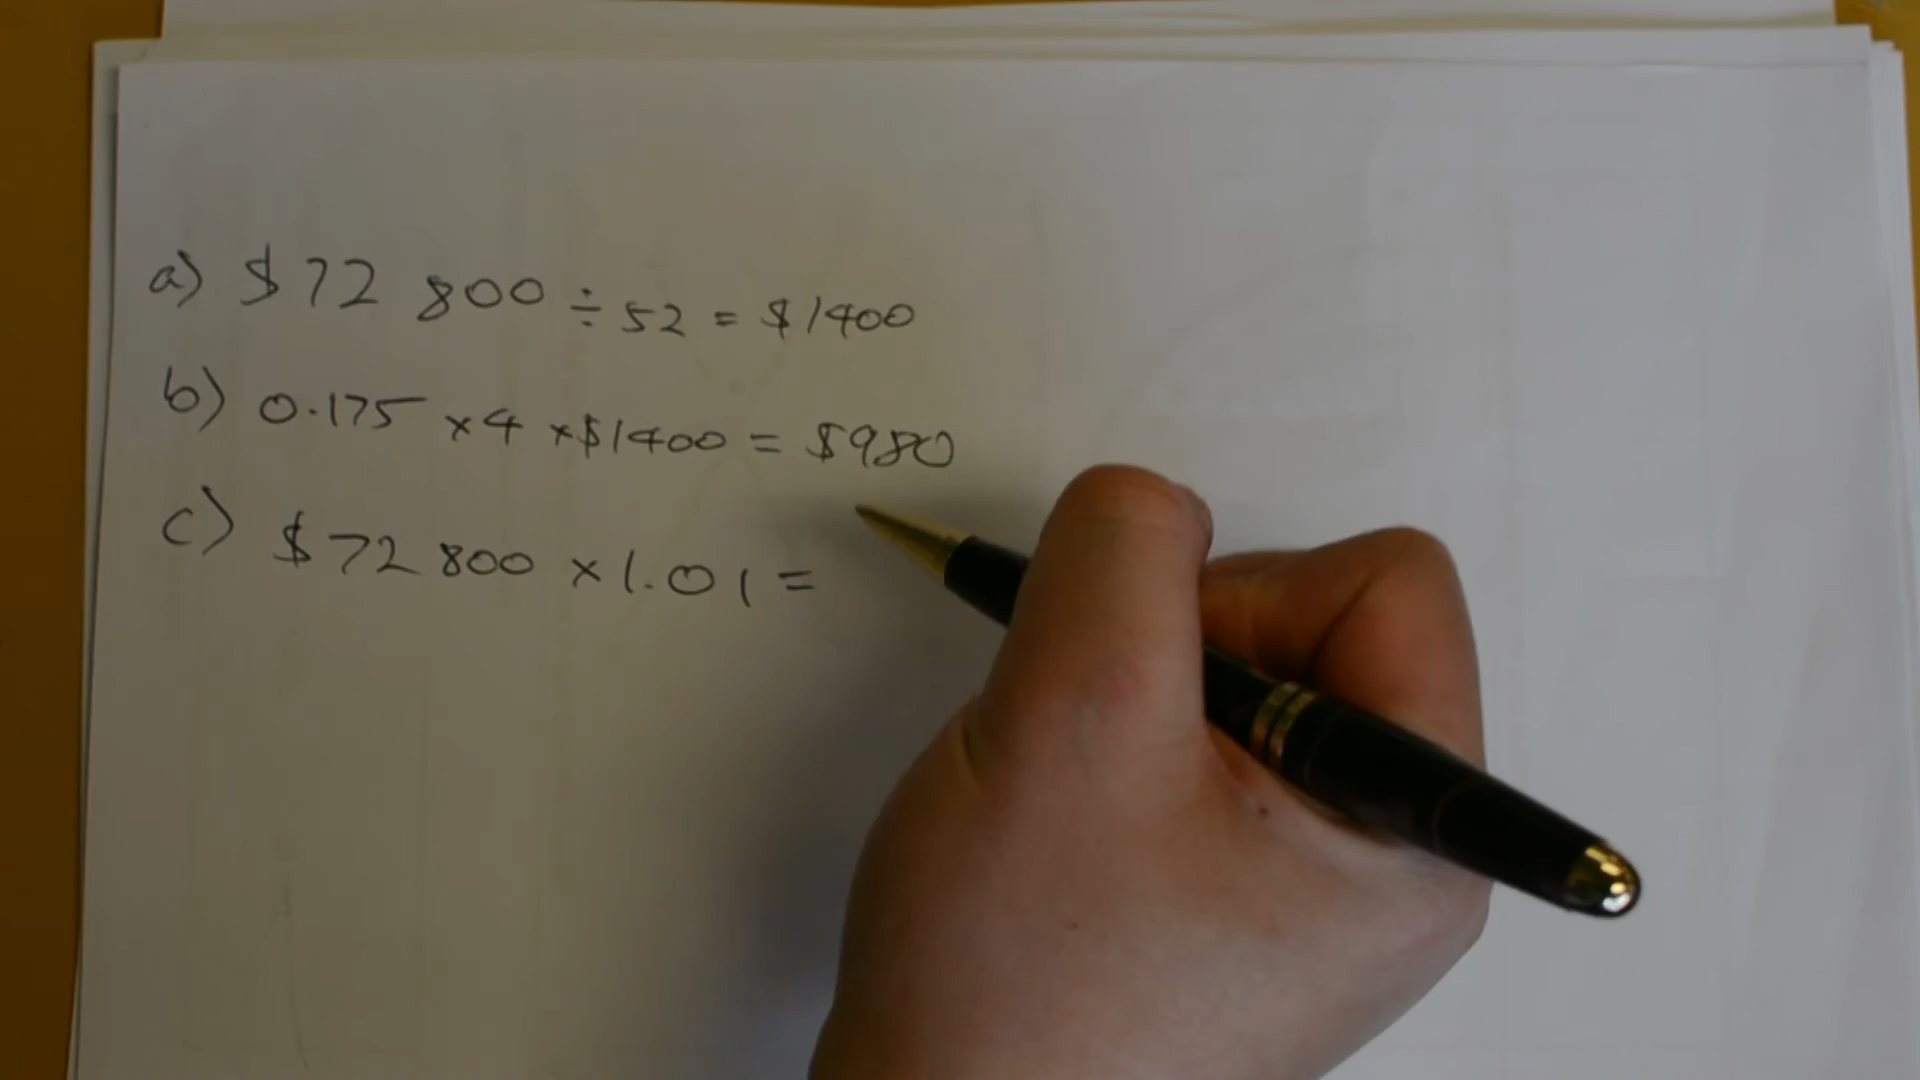 a) $72 800 ÷ 52 = $1400
b) 0.175 × 4 × $1400 = $980
c) $72 800 × 1.01 =